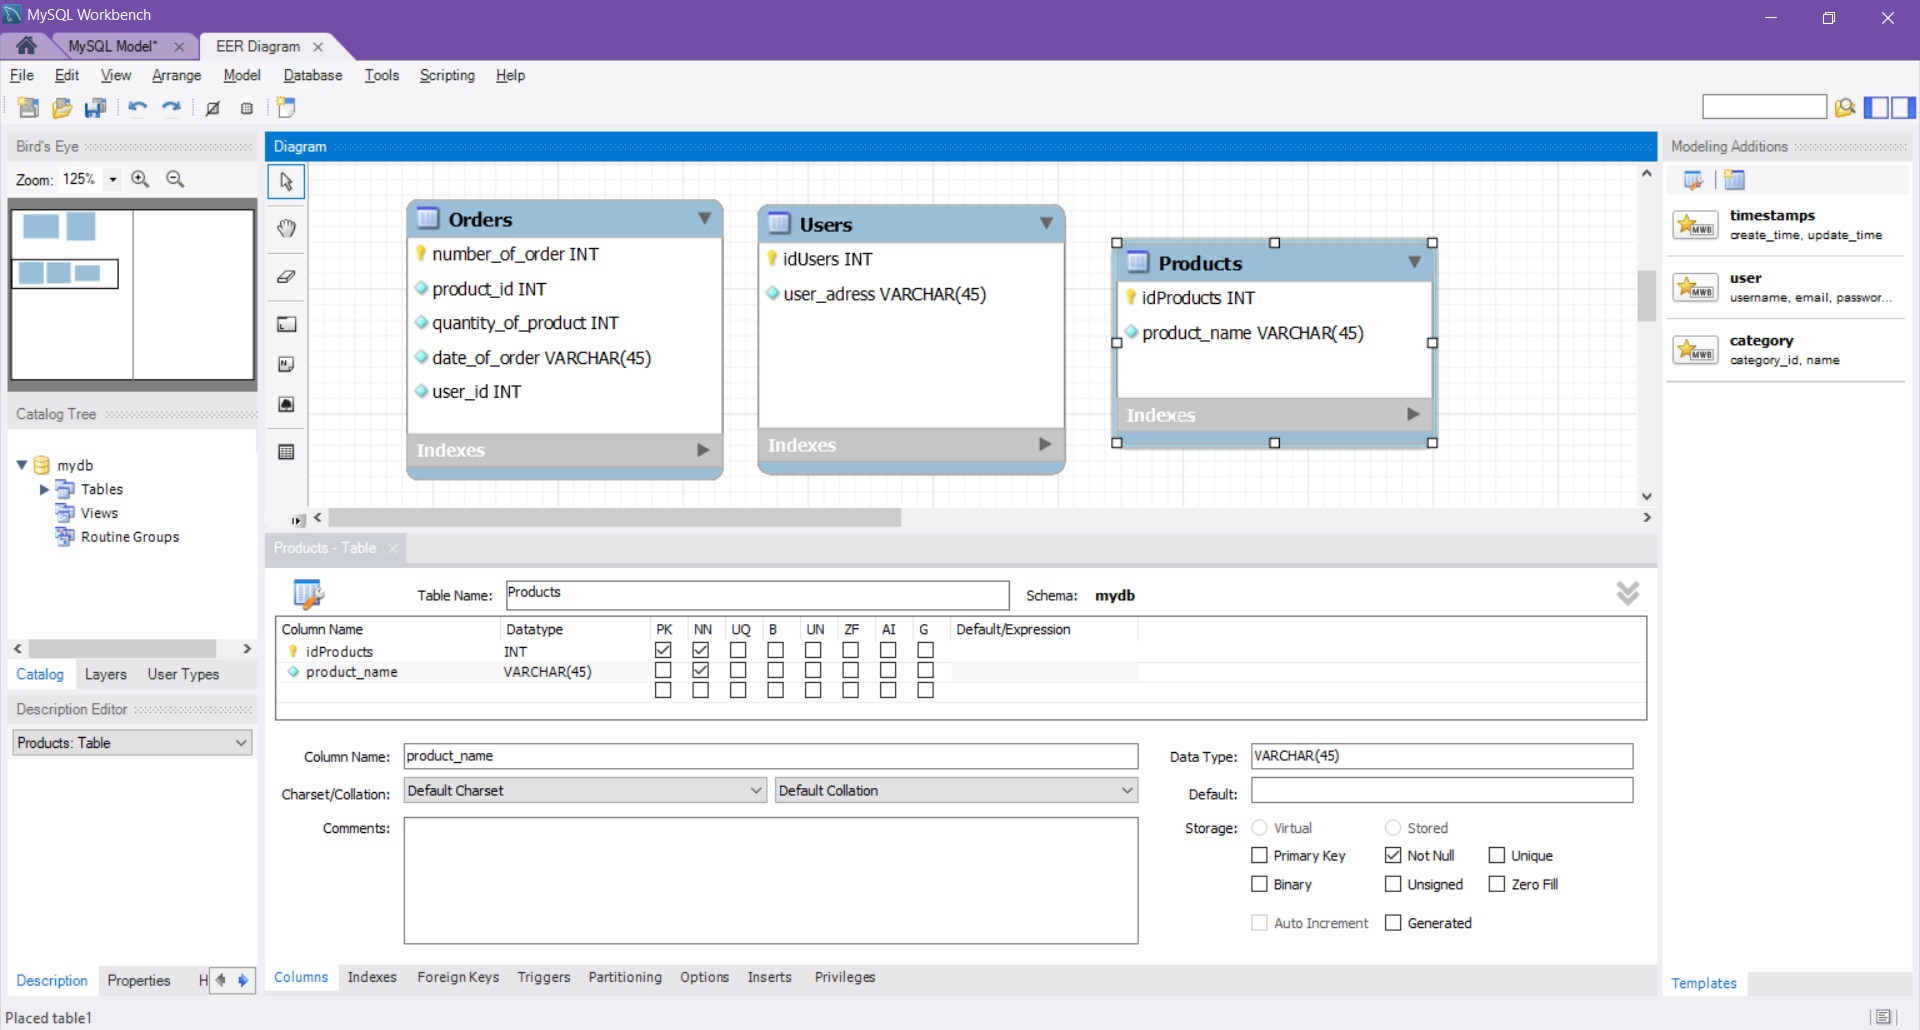 MySQL Workbench
MySQL Model*
EER Diagram
File Edit View Arrange Model Database Tools Scripting Help
Bird's Eye
Zoom: 125%
Catalog Tree
mydb
Tables
Views
Routine Groups
Catalog Layers User Types
Description Editor
Products: Table
Description Properties H
Placed table1
Diagram
Orders
number_of_order INT
product_id INT
quantity_of_product INT
date_of_order VARCHAR(45)
user_id INT
Indexes
Users
idUsers INT
user_adress VARCHAR(45)
Indexes
Products
idProducts INT
product_name VARCHAR(45)
Indexes
Products - Table
Table Name: Products Schema: mydb
Column Name Datatype PK NN UQ B UN ZF AI G Default/Expression
idProducts INT
product_name VARCHAR(45)
Column Name: product_name Data Type: VARCHAR(45)
Charset/Collation: Default Charset Default Collation Default:
Comments: Storage: Virtual Stored
Primary Key Not Null Unique
Binary Unsigned Zero Fill
Auto Increment Generated
Columns Indexes Foreign Keys Triggers Partitioning Options Inserts Privileges
Modeling Additions
MWB
timestamps
create_time, update_time
MWB
user
username, email, passwor...
MWB
category
category_id, name
Templates